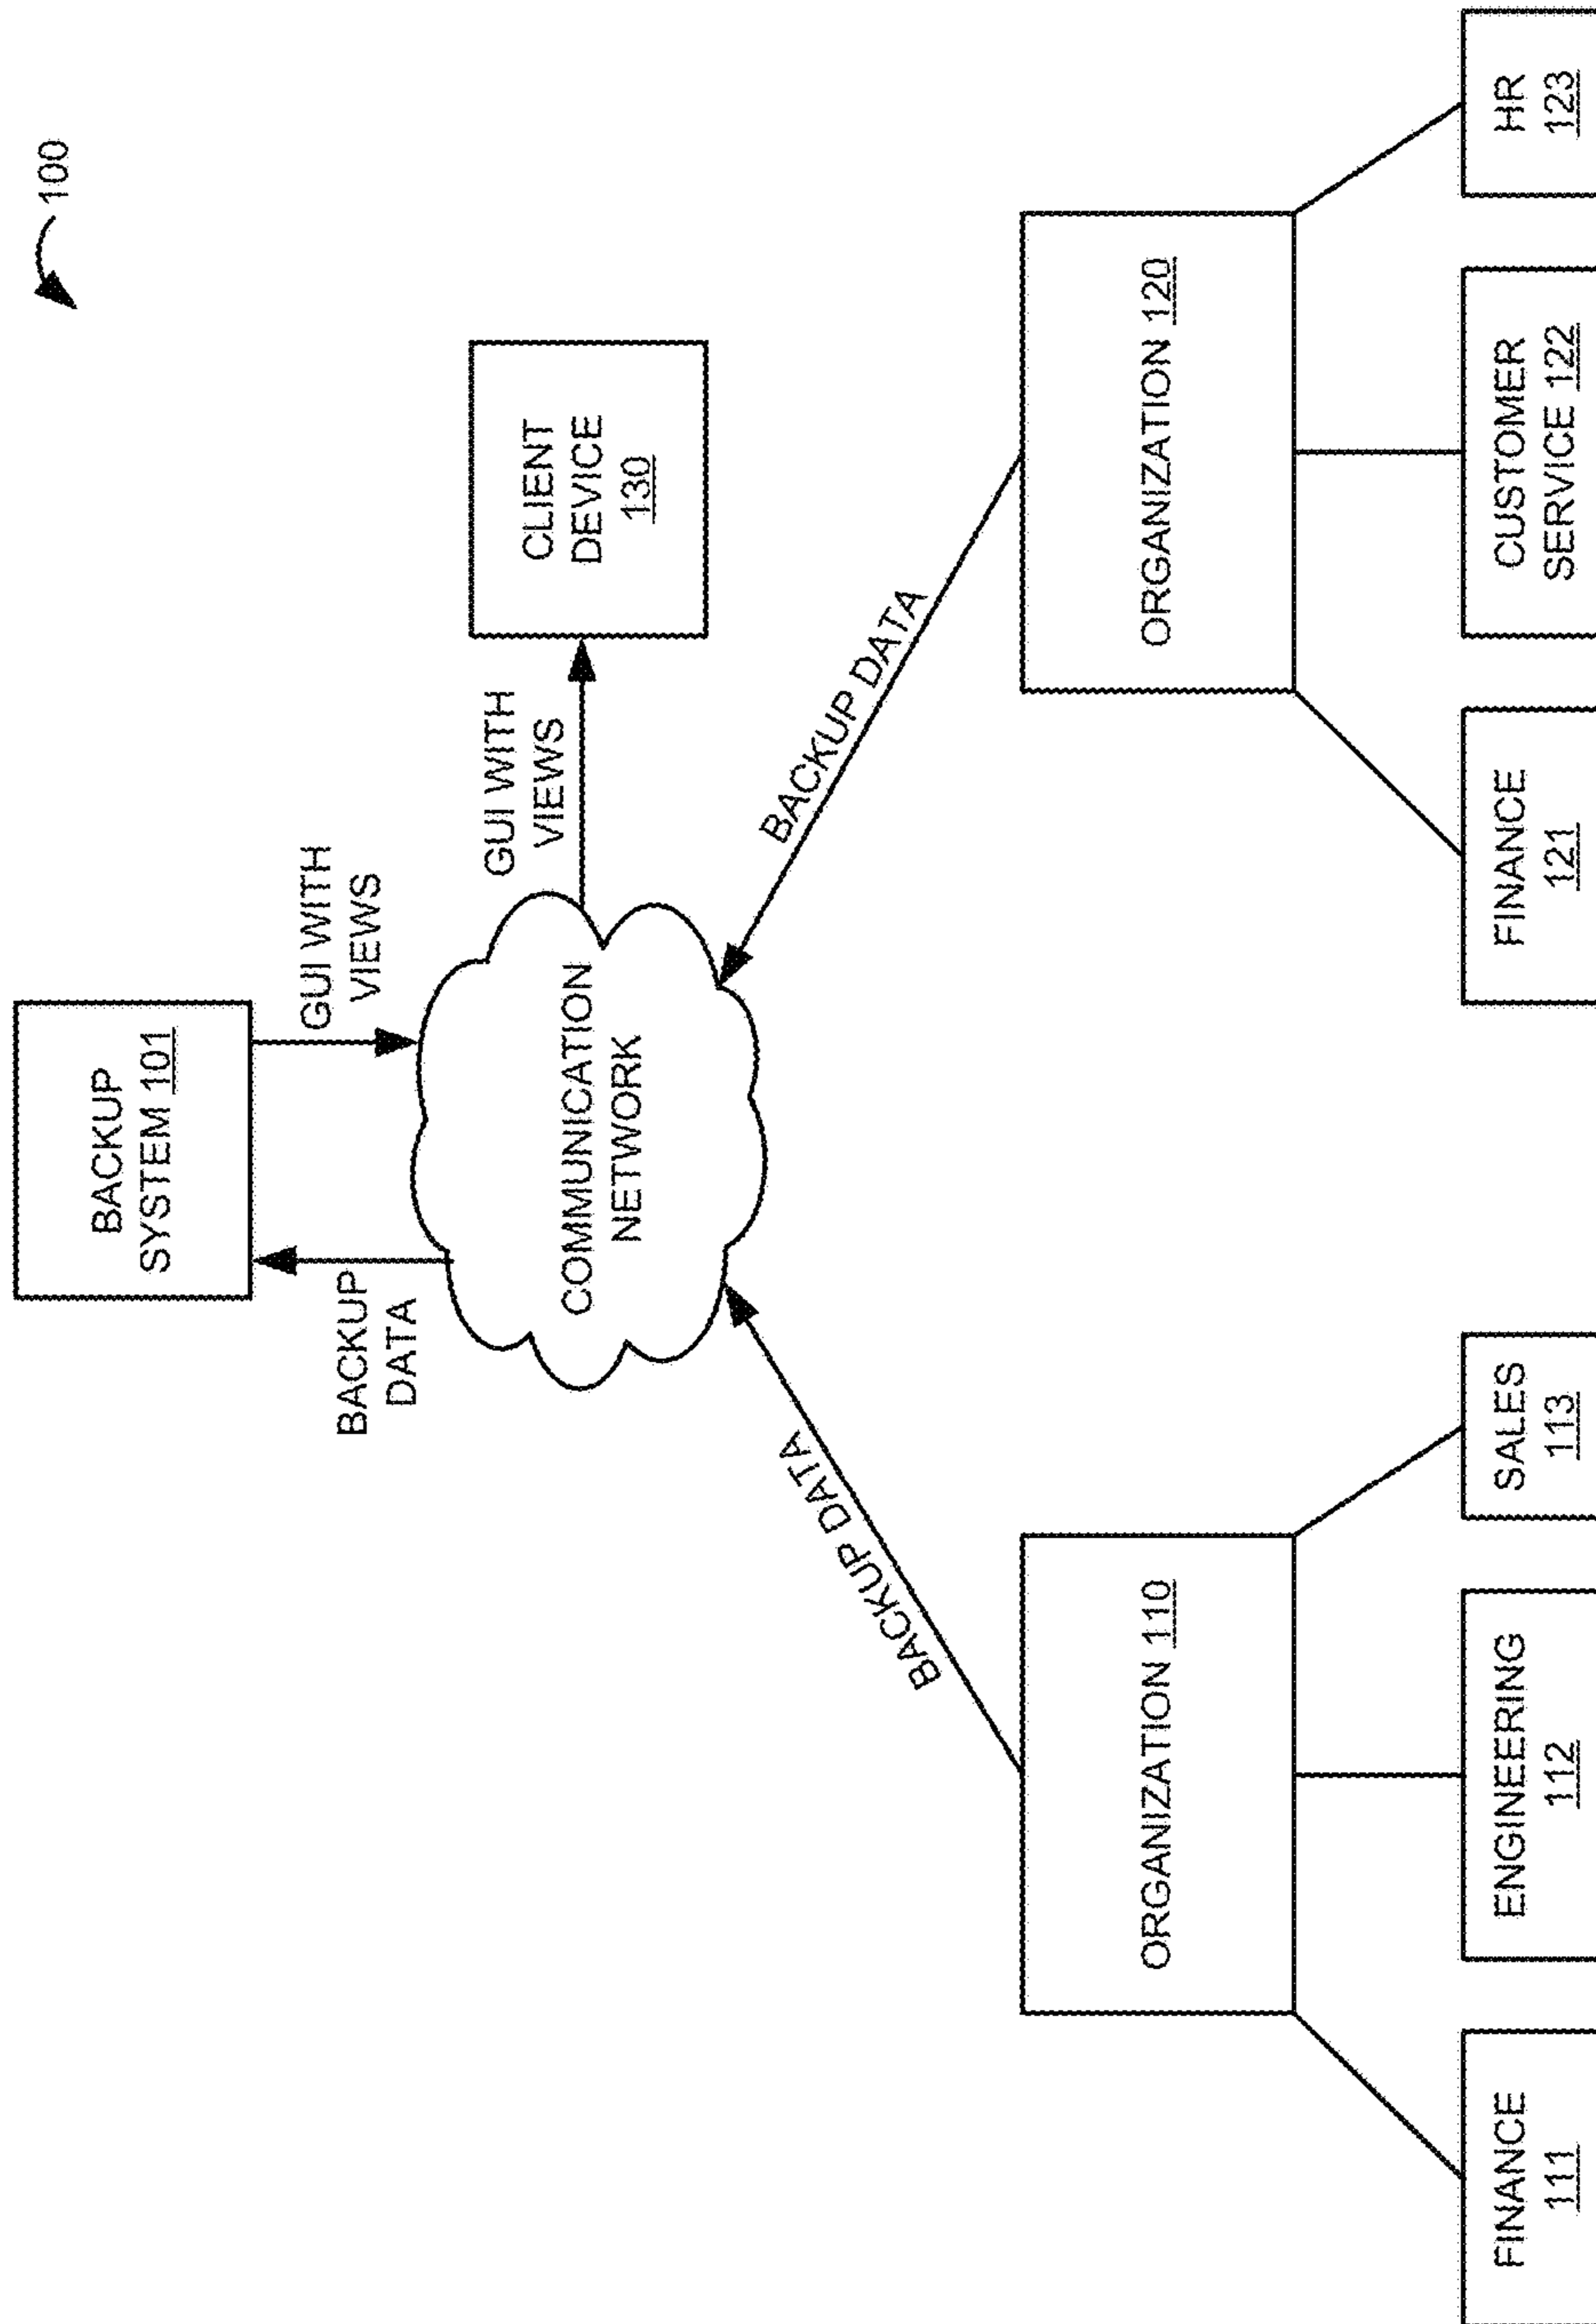 100
BACKUP
SYSTEM 101
BACKUP
DATA
GUI WITH
VIEWS
COMMUNICATION
NETWORK
GUI WITH
VIEWS
CLIENT
DEVICE
130
BACKUP DATA
BACKUP DATA
ORGANIZATION 110
ORGANIZATION 120
FINANCE
111
ENGINEERING
112
SALES
113
FINANCE
121
CUSTOMER
SERVICE 122
HR
123